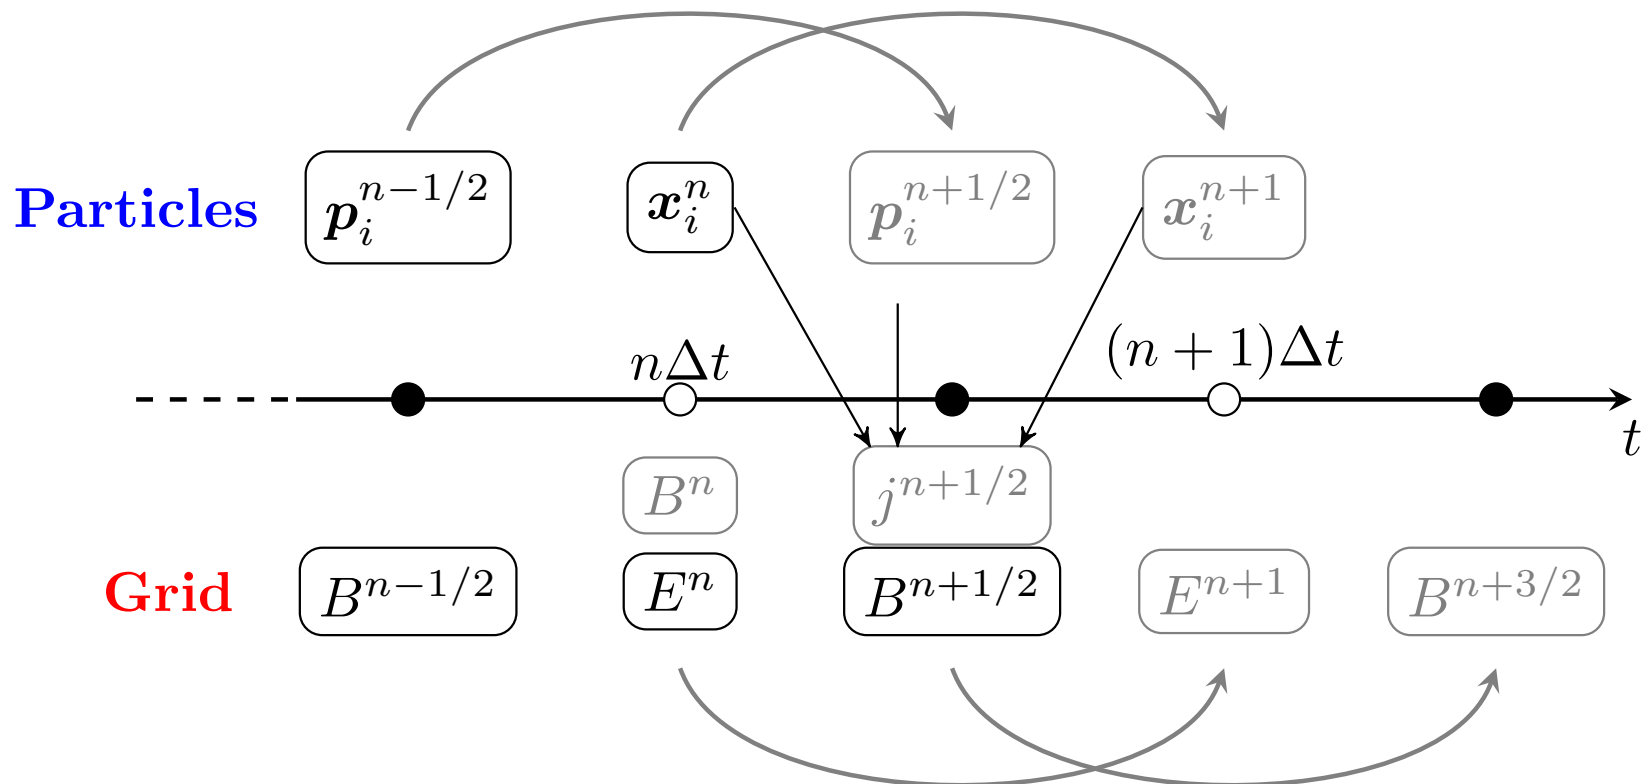 Particles p_i^{n−1/2} x_i^n p_i^{n+1/2} x_i^{n+1}
nΔt (n + 1)Δt
t
B^n j^{n+1/2}
Grid B^{n−1/2} E^n B^{n+1/2} E^{n+1} B^{n+3/2}